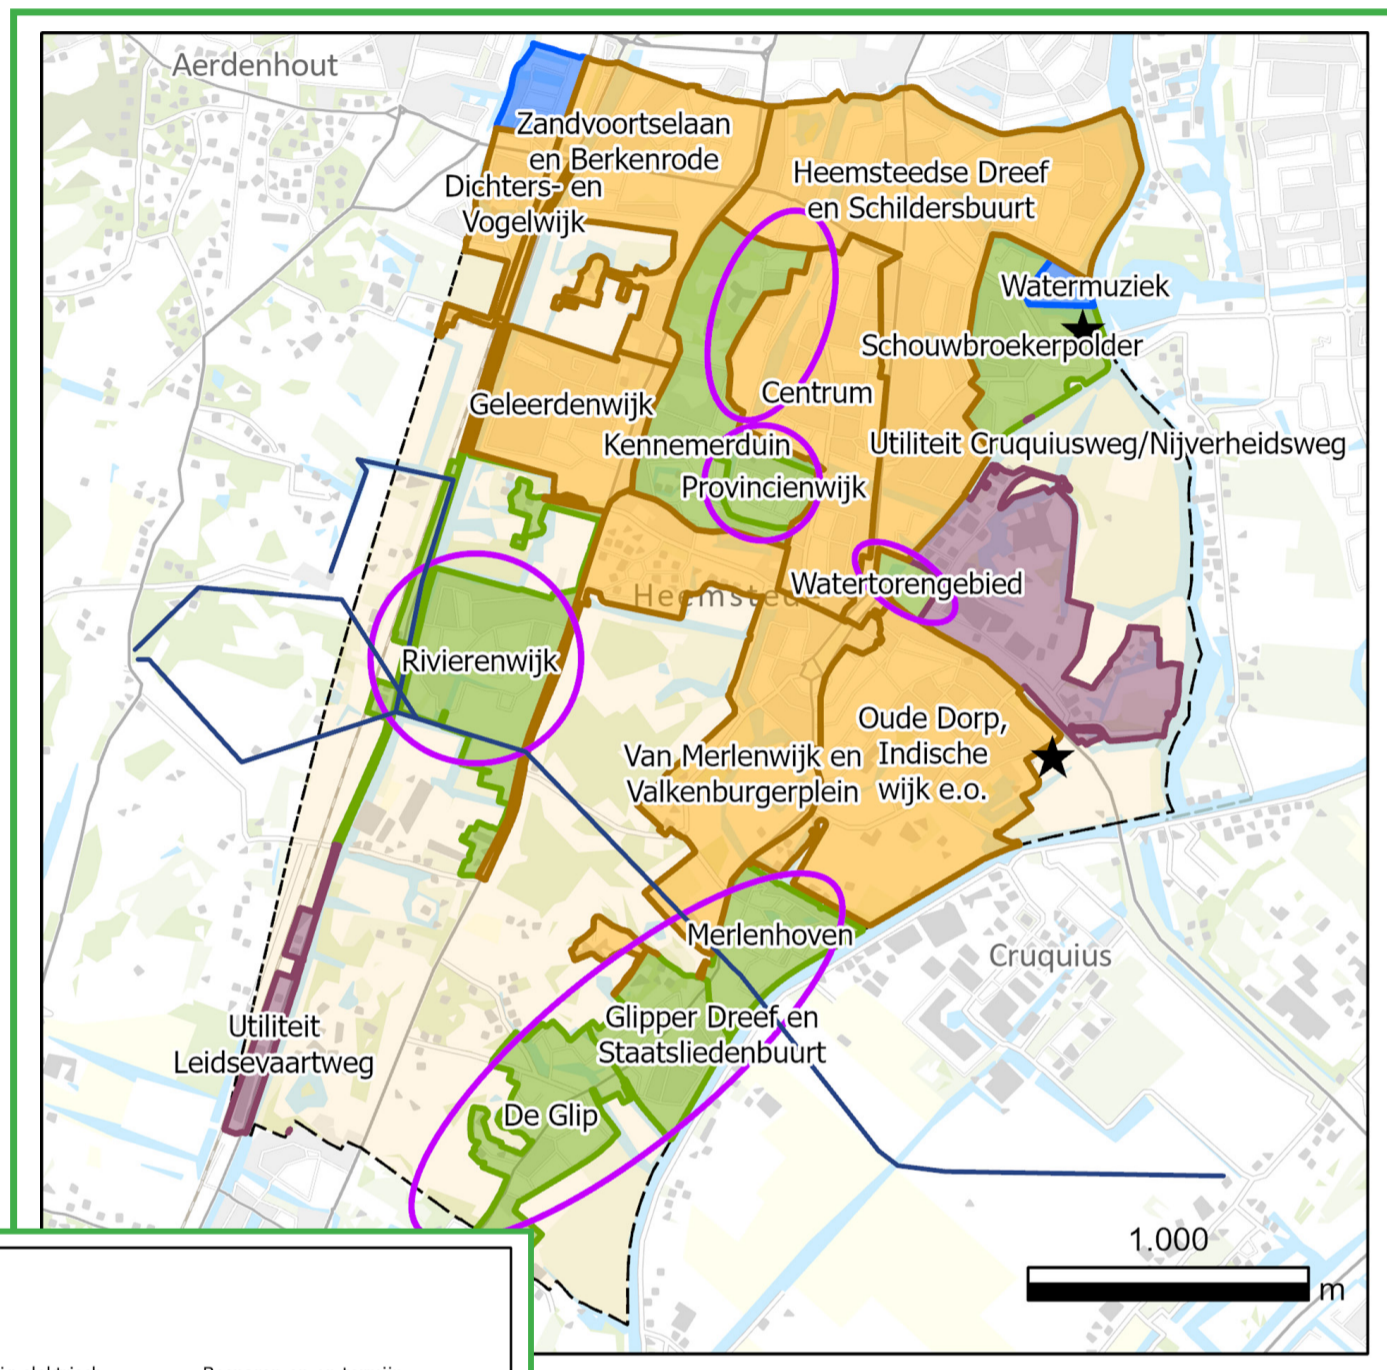 Aerdenhout
Zandvoortselaan
en Berkenrode
Dichters- en
Vogelwijk
Heemsteedse Dreef
en Schildersbuurt
Watermuziek
Schouwbroekerpolder
Centrum
Geleerdenwijk
Kennemerduin
Utiliteit Cruquiusweg/Nijverheidsweg
Provincienwijk
Watertorengebied
Heemstede
Rivierenwijk
Oude Dorp,
Indische
wijk e.o.
Van Merlenwijk en
Valkenburgerplein
Merlenhoven
Cruquius
Glipper Dreef en
Staatsliedenbuurt
Utiliteit
Leidsevaartweg
De Glip
1.000
m